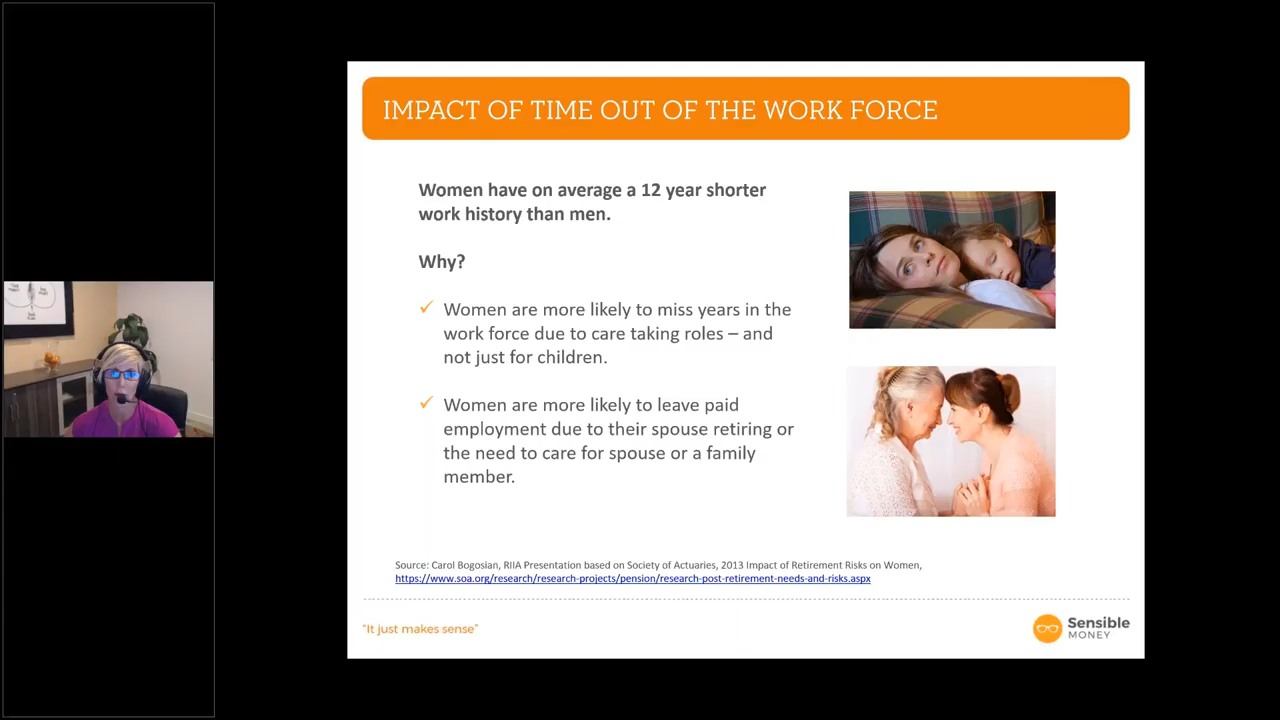 IMPACT OF TIME OUT OF THE WORK FORCE
Women have on average a 12 year shorter
work history than men.
Why?
✓ Women are more likely to miss years in the
work force due to care taking roles – and
not just for children.
✓ Women are more likely to leave paid
employment due to their spouse retiring or
the need to care for spouse or a family
member.
Source: Carol Bogosian, RIIA Presentation based on Society of Actuaries, 2013 Impact of Retirement Risks on Women,
https://www.soa.org/research/research-projects/pension/research-post-retirement-needs-and-risks.aspx
"It just makes sense"
Sensible
MONEY